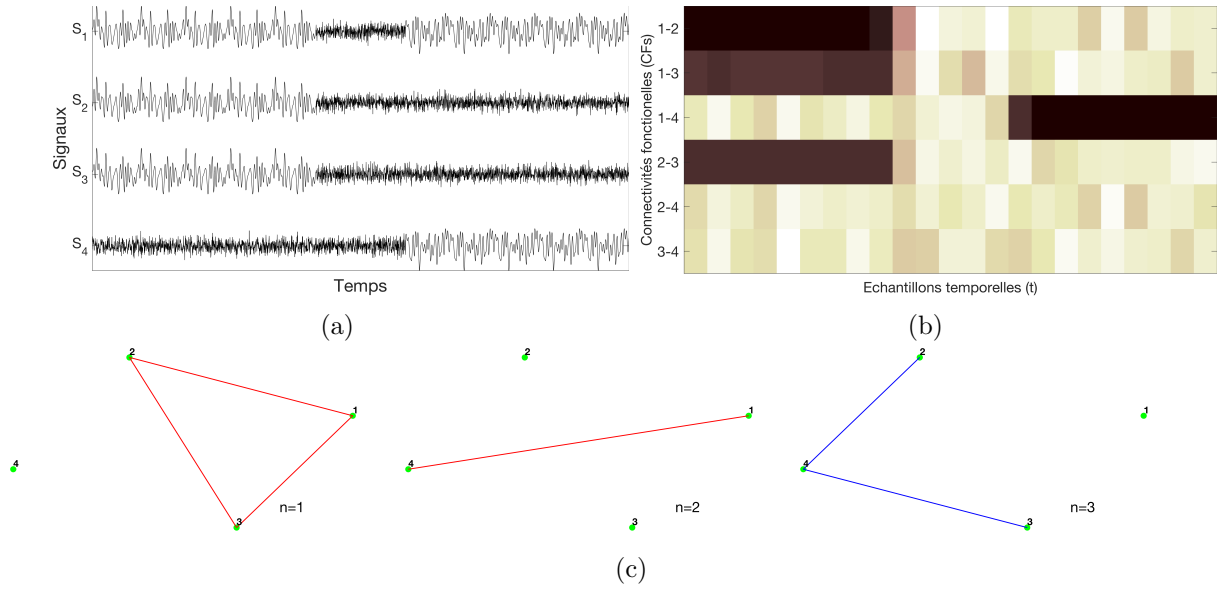 Signaux
S1
S2
S3
S4
Temps
(a)
Connectivités fonctionelles (CFs)
1-2
1-3
1-4
2-3
2-4
3-4
Echantillons temporelles (t)
(b)
2
1
4
3
n=1
2
1
4
3
n=2
2
1
4
3
n=3
(c)